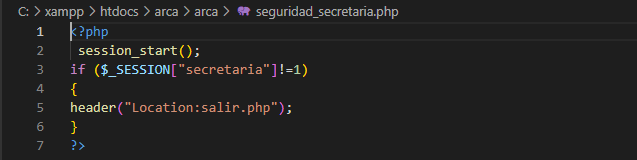 C: > xampp > htdocs > arca > arca > seguridad_secretaria.php
1 <?php
2  session_start();
3 if ($_SESSION["secretaria"]!=1)
4 {
5 header("Location:salir.php");
6 }
7 ?>